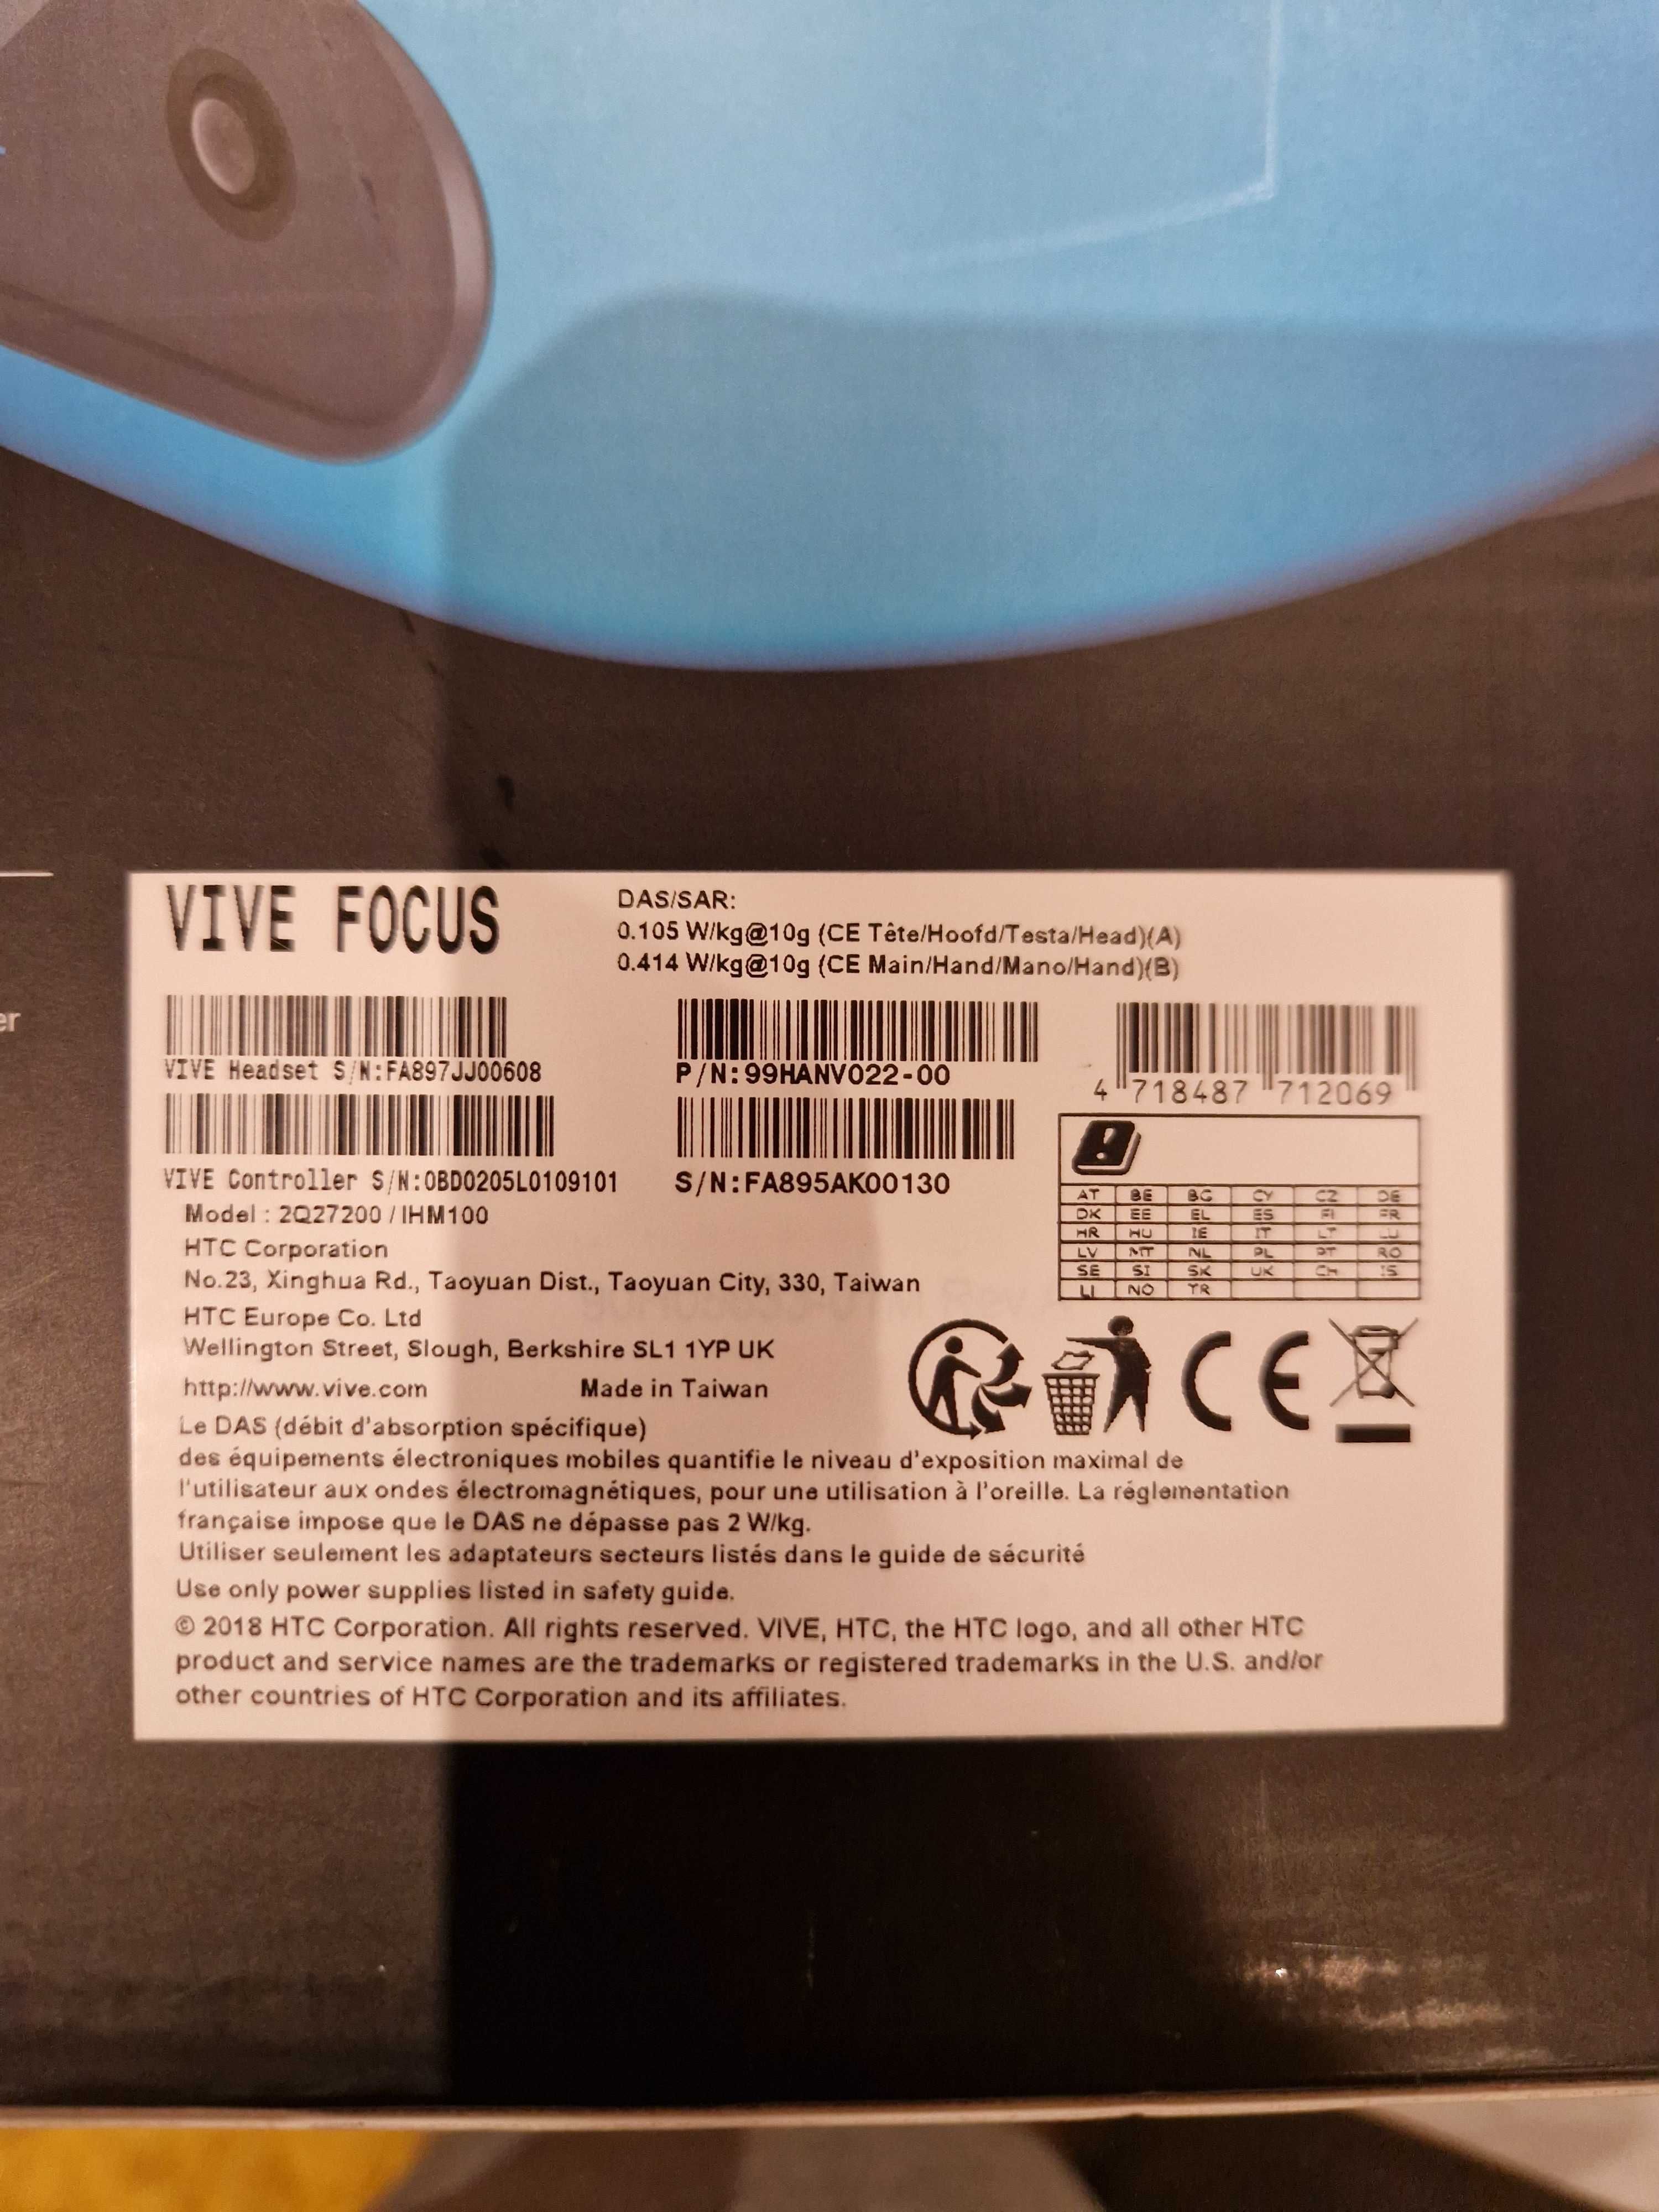 er
VIVE FOCUS
DAS/SAR:
0.105 W/kg@10g (CE Tête/Hoofd/Testa/Head)(A)
0.414 W/kg@10g (CE Main/Hand/Mano/Hand)(B)
VIVE Headset S/N:FA897JJ00608
P/N:99HANV022-00
4 718487 712069
VIVE Controller S/N:0BD0205L0109101
S/N:FA895AK00130
AT BE BG CY CZ DE
DK EE EL ES FI FR
HR HU IE IT LT LU
LV MT NL PL PT RO
SE SI SK UK CH IS
LI NO TR
Model : 2Q27200 / IHM100
HTC Corporation
No.23, Xinghua Rd., Taoyuan Dist., Taoyuan City, 330, Taiwan
HTC Europe Co. Ltd
Wellington Street, Slough, Berkshire SL1 1YP UK
http://www.vive.com Made in Taiwan
CE
Le DAS (débit d'absorption spécifique)
des équipements électroniques mobiles quantifie le niveau d'exposition maximal de
l'utilisateur aux ondes électromagnétiques, pour une utilisation à l'oreille. La réglementation
française impose que le DAS ne dépasse pas 2 W/kg.
Utiliser seulement les adaptateurs secteurs listés dans le guide de sécurité
Use only power supplies listed in safety guide.
© 2018 HTC Corporation. All rights reserved. VIVE, HTC, the HTC logo, and all other HTC
product and service names are the trademarks or registered trademarks in the U.S. and/or
other countries of HTC Corporation and its affiliates.